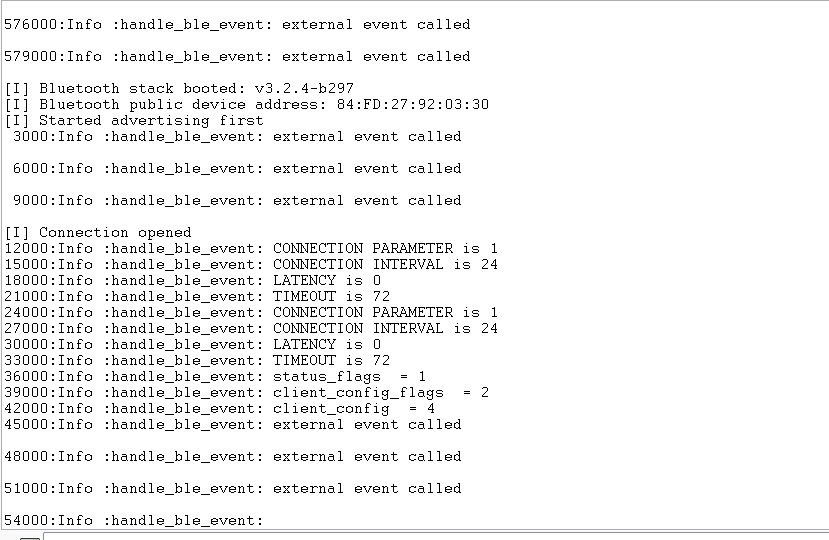 576000:Info :handle_ble_event: external event called
579000:Info :handle_ble_event: external event called
[I] Bluetooth stack booted: v3.2.4-b297
[I] Bluetooth public device address: 84:FD:27:92:03:30
[I] Started advertising first
3000:Info :handle_ble_event: external event called
6000:Info :handle_ble_event: external event called
9000:Info :handle_ble_event: external event called
[I] Connection opened
12000:Info :handle_ble_event: CONNECTION PARAMETER is 1
15000:Info :handle_ble_event: CONNECTION INTERVAL is 24
18000:Info :handle_ble_event: LATENCY is 0
21000:Info :handle_ble_event: TIMEOUT is 72
24000:Info :handle_ble_event: CONNECTION PARAMETER is 1
27000:Info :handle_ble_event: CONNECTION INTERVAL is 24
30000:Info :handle_ble_event: LATENCY is 0
33000:Info :handle_ble_event: TIMEOUT is 72
36000:Info :handle_ble_event: status_flags  = 1
39000:Info :handle_ble_event: client_config_flags  = 2
42000:Info :handle_ble_event: client_config  = 4
45000:Info :handle_ble_event: external event called
48000:Info :handle_ble_event: external event called
51000:Info :handle_ble_event: external event called
54000:Info :handle_ble_event: